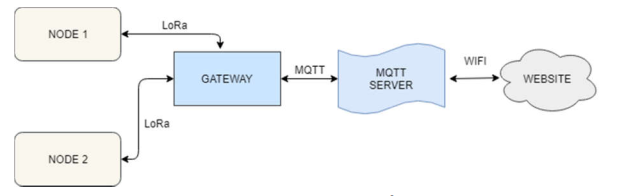 LoRa
NODE 1
WIFI
MQTT
GATEWAY
MQTT
SERVER
WEBSITE
LoRa
NODE 2